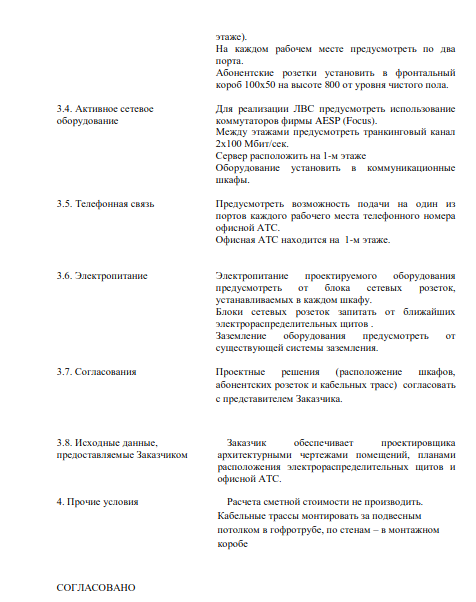 этаже).
На каждом рабочем месте предусмотреть по два
порта.
Абонентские розетки установить в фронтальный
короб 100х50 на высоте 800 от уровня чистого пола.
3.4. Активное сетевое
оборудование
Для реализации ЛВС предусмотреть использование
коммутаторов фирмы AESP (Focus).
Между этажами предусмотреть транкинговый канал
2х100 Мбит/сек.
Сервер расположить на 1-м этаже
Оборудование установить в коммуникационные
шкафы.
3.5. Телефонная связь
Предусмотреть возможность подачи на один из
портов каждого рабочего места телефонного номера
офисной АТС.
Офисная АТС находится на 1-м этаже.
3.6. Электропитание
Электропитание проектируемого оборудования
предусмотреть от блока сетевых розеток,
устанавливаемых в каждом шкафу.
Блоки сетевых розеток запитать от ближайших
электрораспределительных щитов .
Заземление оборудования предусмотреть от
существующей системы заземления.
3.7. Согласования
Проектные решения (расположение шкафов,
абонентских розеток и кабельных трасс) согласовать
с представителем Заказчика.
3.8. Исходные данные,
предоставляемые Заказчиком
Заказчик обеспечивает проектировщика
архитектурными чертежами помещений, планами
расположения электрораспределительных щитов и
офисной АТС.
4. Прочие условия
Расчета сметной стоимости не производить.
Кабельные трассы монтировать за подвесным
потолком в гофротрубе, по стенам – в монтажном
коробе
СОГЛАСОВАНО